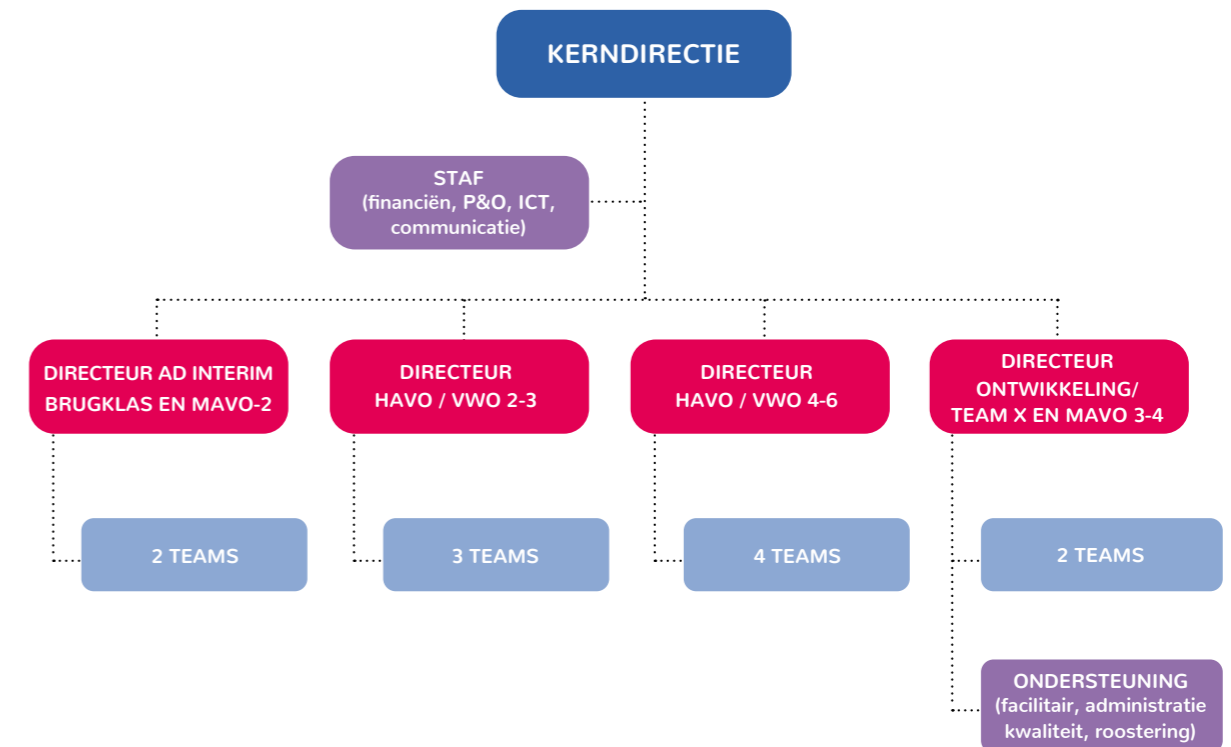 KERNDIRECTIE
STAF
(financiën, P&O, ICT,
communicatie)
DIRECTEUR AD INTERIM
BRUGKLAS EN MAVO-2
DIRECTEUR
HAVO / VWO 2-3
DIRECTEUR
HAVO / VWO 4-6
DIRECTEUR
ONTWIKKELING/
TEAM X EN MAVO 3-4
2 TEAMS
3 TEAMS
4 TEAMS
2 TEAMS
ONDERSTEUNING
(facilitair, administratie
kwaliteit, roostering)